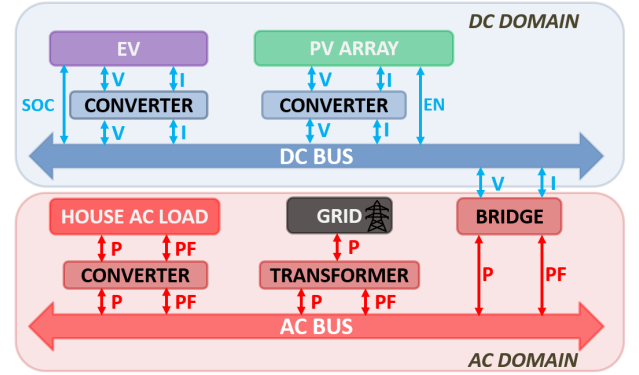 DC DOMAIN
EV
PV ARRAY
V I V I
SOC CONVERTER CONVERTER EN
V I V I
DC BUS
V I
HOUSE AC LOAD GRID BRIDGE
P PF P
CONVERTER TRANSFORMER P PF
P PF P PF
AC BUS
AC DOMAIN